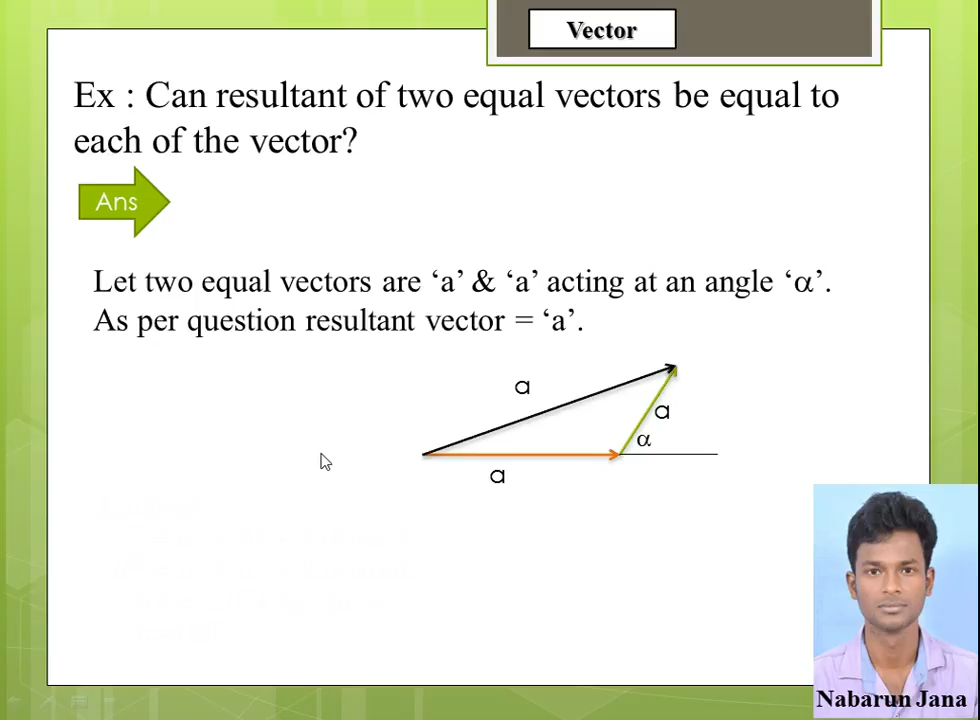 Vector
Ex : Can resultant of two equal vectors be equal to
each of the vector?
Ans
Let two equal vectors are ‘a’ & ‘a’ acting at an angle ‘α’.
As per question resultant vector = ‘a’.
a
a
α
a
Nabarun Jana